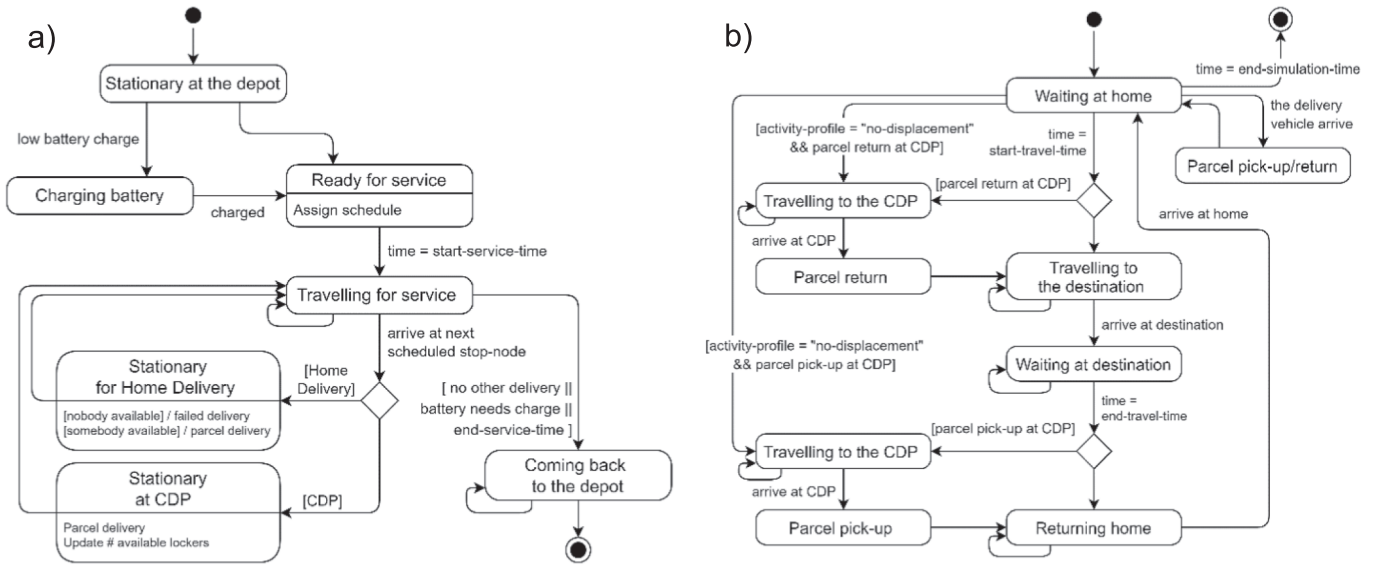 a)
Stationary at the depot
low battery charge
Charging battery
charged
Ready for service
Assign schedule
time = start-service-time
Travelling for service
arrive at next
scheduled stop-node
Stationary
for Home Delivery
[nobody available] / failed delivery
[somebody available] / parcel delivery
[Home
Delivery]
[ no other delivery ||
battery needs charge ||
end-service-time ]
Stationary
at CDP
Parcel delivery
Update # available lockers
[CDP]
Coming back
to the depot
b)
time = end-simulation-time
Waiting at home
the delivery
vehicle arrive
Parcel pick-up/return
[activity-profile = "no-displacement"
&& parcel return at CDP]
time =
start-travel-time
[parcel return at CDP]
Travelling to the CDP
arrive at CDP
Parcel return
arrive at home
Travelling to
the destination
arrive at destination
[activity-profile = "no-displacement"
&& parcel pick-up at CDP]
Waiting at destination
time =
end-travel-time
[parcel pick-up at CDP]
Travelling to the CDP
arrive at CDP
Parcel pick-up
Returning home